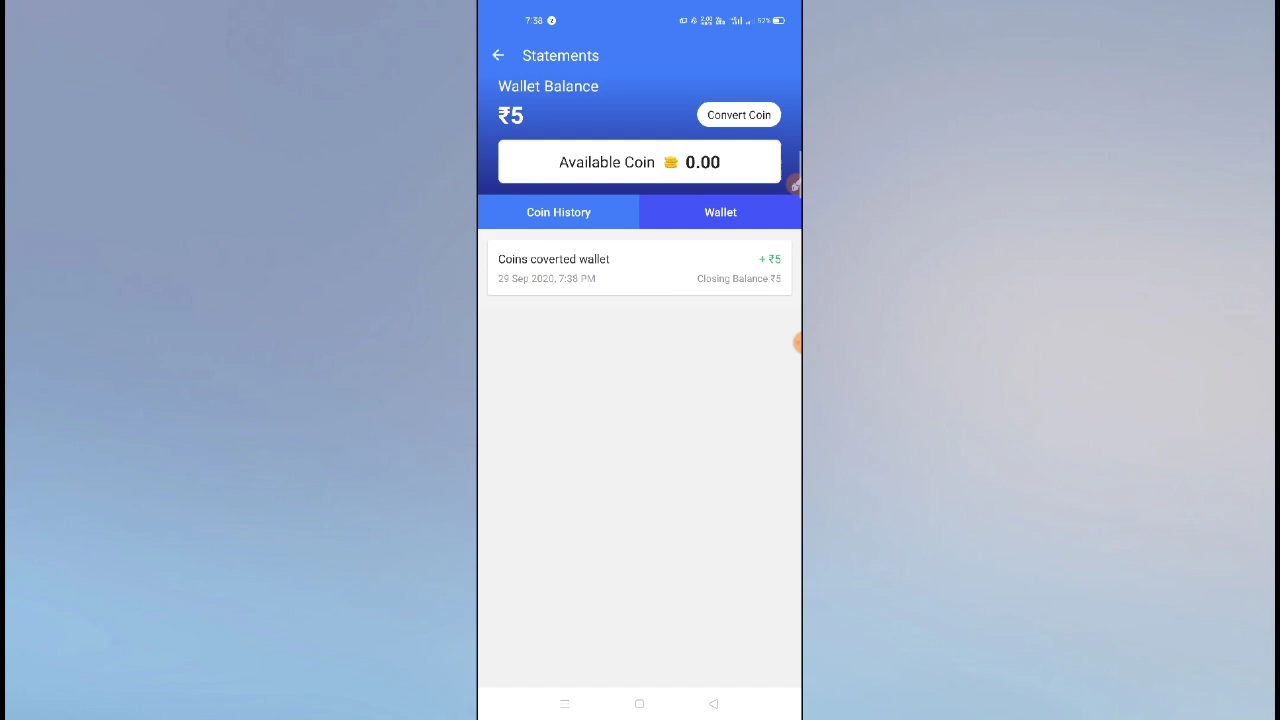 7:38
52%
Statements
Wallet Balance
₹5
Convert Coin
Available Coin 0.00
Coin History Wallet
Coins coverted wallet + ₹5
29 Sep 2020, 7:38 PM Closing Balance ₹5